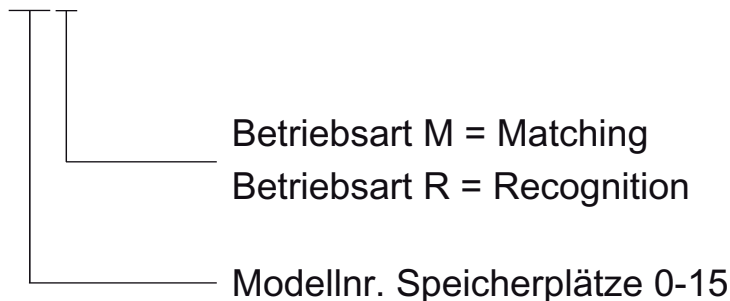 Betriebsart M = Matching
Betriebsart R = Recognition
Modellnr. Speicherplätze 0-15